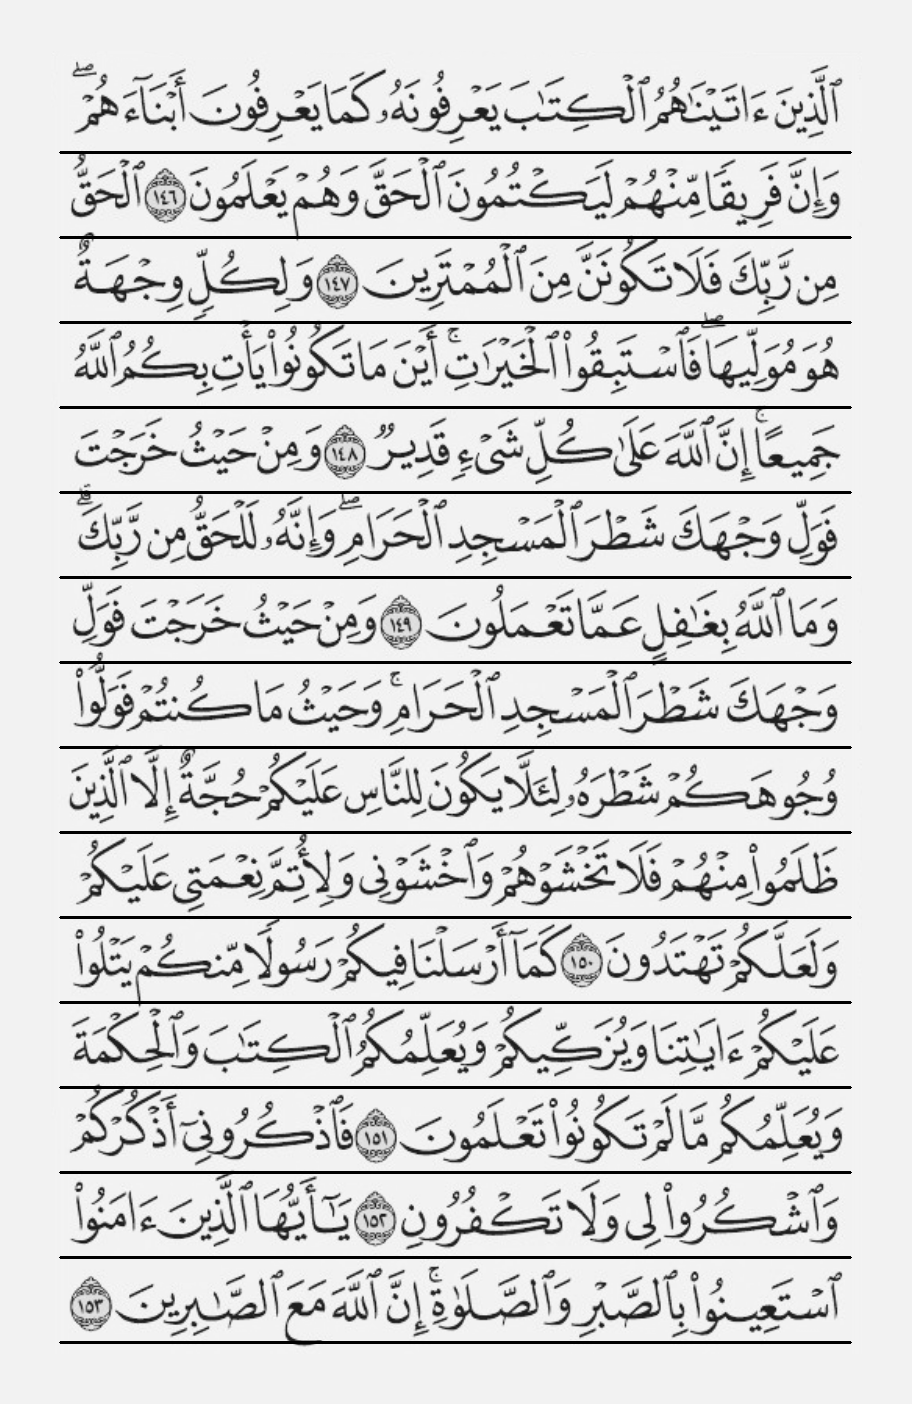 ٱلَّذِينَ ءَاتَيْنَٰهُمُ ٱلْكِتَٰبَ يَعْرِفُونَهُۥ كَمَا يَعْرِفُونَ أَبْنَآءَهُمْ ۖ
وَإِنَّ فَرِيقًا مِّنْهُمْ لَيَكْتُمُونَ ٱلْحَقَّ وَهُمْ يَعْلَمُونَ ١٤٦ ٱلْحَقُّ
مِن رَّبِّكَ فَلَا تَكُونَنَّ مِنَ ٱلْمُمْتَرِينَ ١٤٧ وَلِكُلٍّ وِجْهَةٌ
هُوَ مُوَلِّيهَا ۖ فَٱسْتَبِقُوا۟ ٱلْخَيْرَٰتِ ۚ أَيْنَ مَا تَكُونُوا۟ يَأْتِ بِكُمُ ٱللَّهُ
جَمِيعًا ۚ إِنَّ ٱللَّهَ عَلَىٰ كُلِّ شَىْءٍ قَدِيرٌ ١٤٨ وَمِنْ حَيْثُ خَرَجْتَ
فَوَلِّ وَجْهَكَ شَطْرَ ٱلْمَسْجِدِ ٱلْحَرَامِ ۖ وَإِنَّهُۥ لَلْحَقُّ مِن رَّبِّكَ ۗ
وَمَا ٱللَّهُ بِغَٰفِلٍ عَمَّا تَعْمَلُونَ ١٤٩ وَمِنْ حَيْثُ خَرَجْتَ فَوَلِّ
وَجْهَكَ شَطْرَ ٱلْمَسْجِدِ ٱلْحَرَامِ ۚ وَحَيْثُ مَا كُنتُمْ فَوَلُّوا۟
وُجُوهَكُمْ شَطْرَهُۥ لِئَلَّا يَكُونَ لِلنَّاسِ عَلَيْكُمْ حُجَّةٌ إِلَّا ٱلَّذِينَ
ظَلَمُوا۟ مِنْهُمْ فَلَا تَخْشَوْهُمْ وَٱخْشَوْنِى وَلِأُتِمَّ نِعْمَتِى عَلَيْكُمْ
وَلَعَلَّكُمْ تَهْتَدُونَ ١٥٠ كَمَآ أَرْسَلْنَا فِيكُمْ رَسُولًا مِّنكُمْ يَتْلُوا۟
عَلَيْكُمْ ءَايَٰتِنَا وَيُزَكِّيكُمْ وَيُعَلِّمُكُمُ ٱلْكِتَٰبَ وَٱلْحِكْمَةَ
وَيُعَلِّمُكُم مَّا لَمْ تَكُونُوا۟ تَعْلَمُونَ ١٥١ فَٱذْكُرُونِىٓ أَذْكُرْكُمْ
وَٱشْكُرُوا۟ لِى وَلَا تَكْفُرُونِ ١٥٢ يَٰٓأَيُّهَا ٱلَّذِينَ ءَامَنُوا۟
ٱسْتَعِينُوا۟ بِٱلصَّبْرِ وَٱلصَّلَوٰةِ ۚ إِنَّ ٱللَّهَ مَعَ ٱلصَّٰبِرِينَ ١٥٣